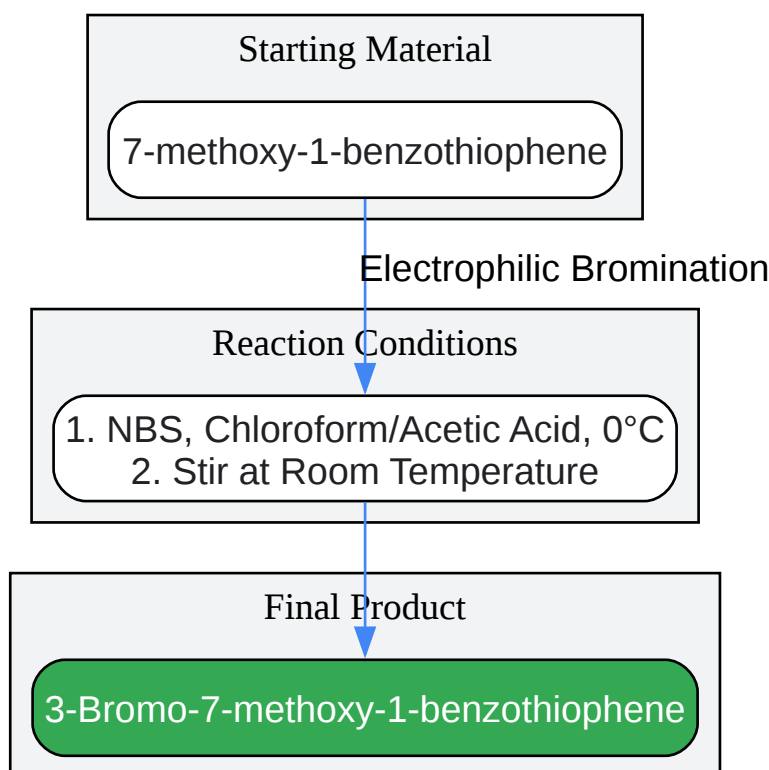 Starting Material
7-methoxy-1-benzothiophene
Electrophilic Bromination
Reaction Conditions
1. NBS, Chloroform/Acetic Acid, 0°C
2. Stir at Room Temperature
Final Product
3-Bromo-7-methoxy-1-benzothiophene